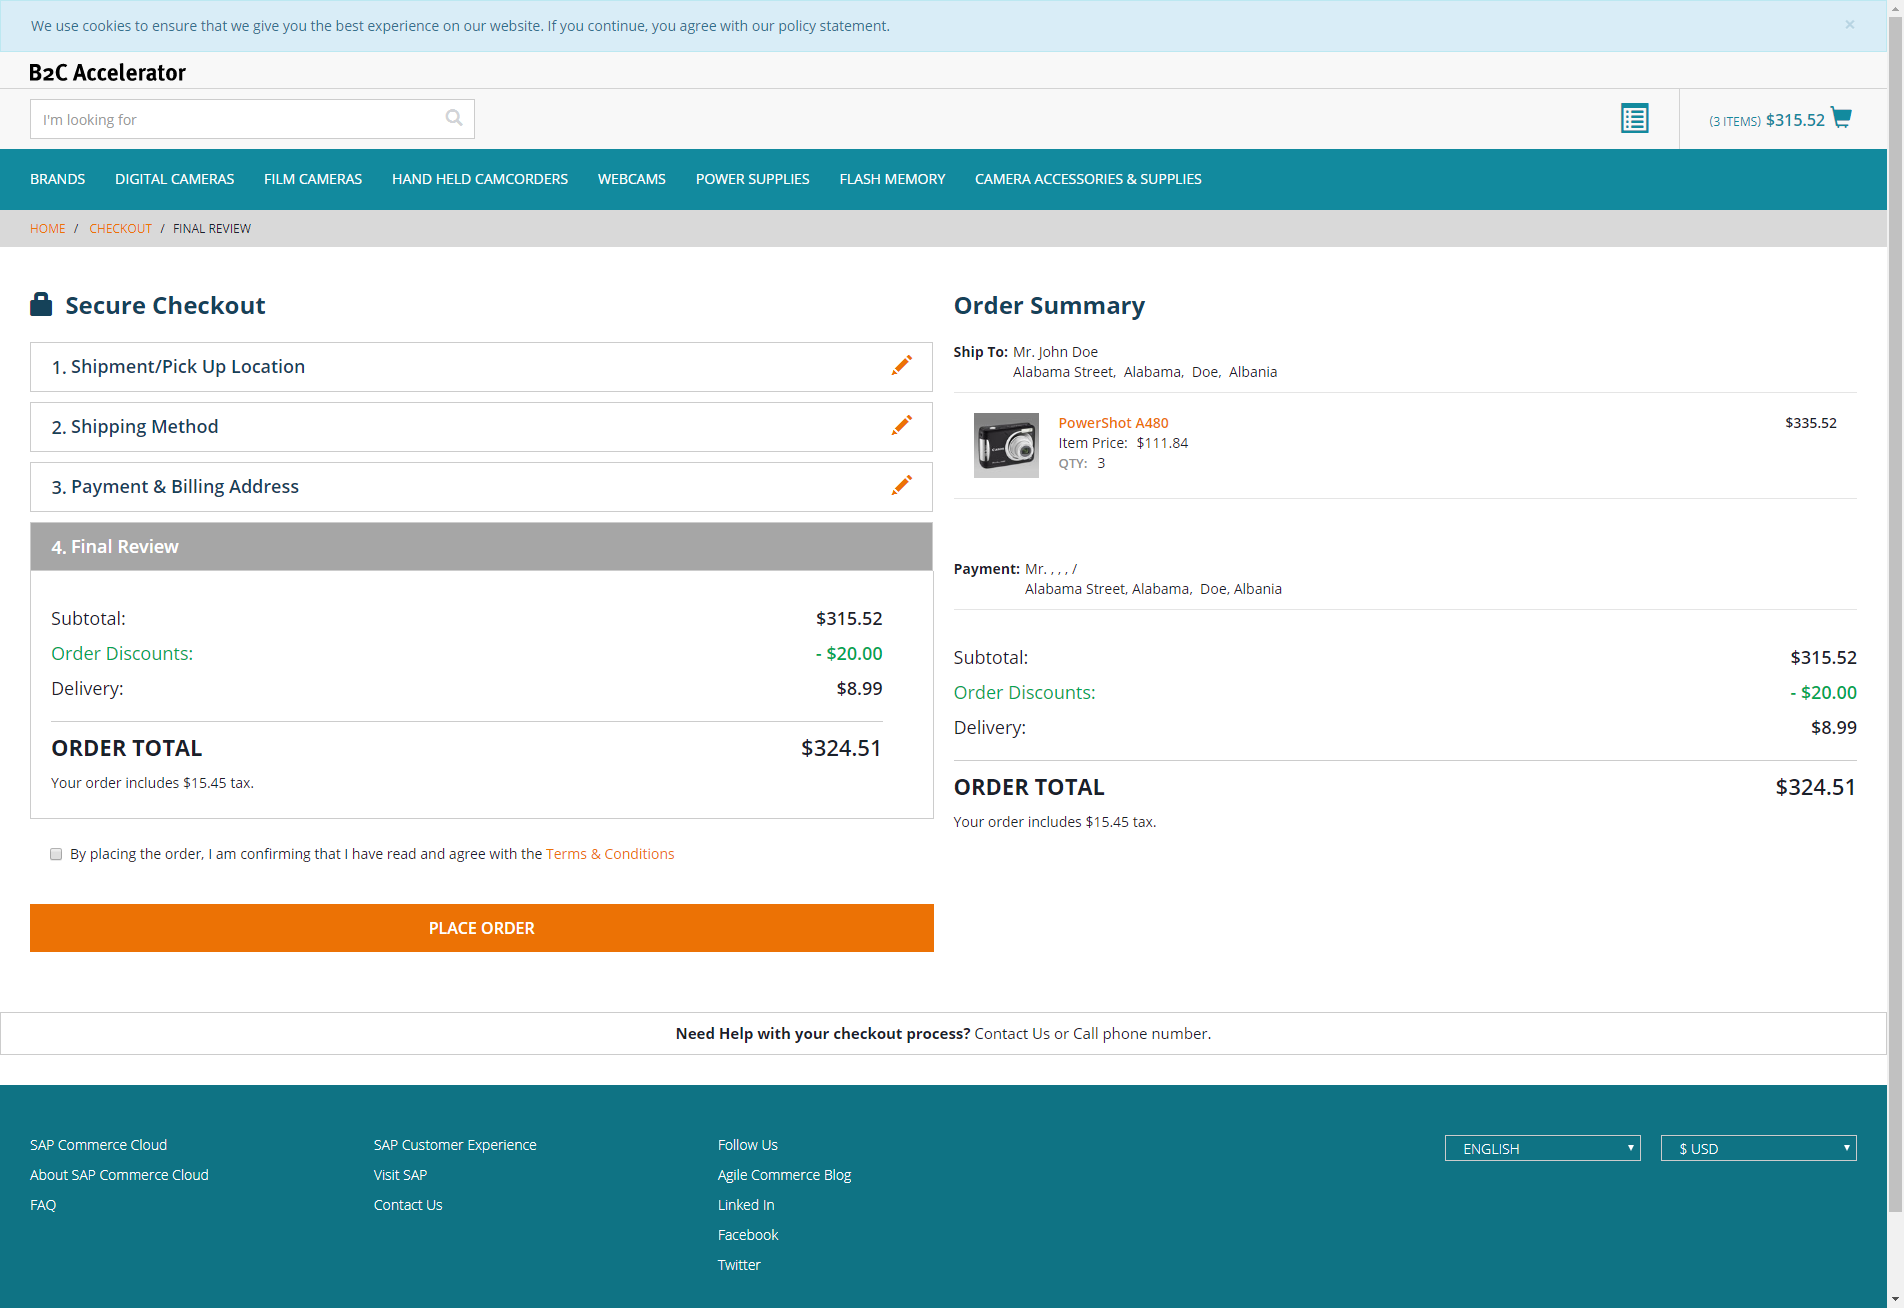 We use cookies to ensure that we give you the best experience on our website. If you continue, you agree with our policy statement.
×
B2C Accelerator
I'm looking for
(3 ITEMS) $315.52
BRANDS DIGITAL CAMERAS FILM CAMERAS HAND HELD CAMCORDERS WEBCAMS POWER SUPPLIES FLASH MEMORY CAMERA ACCESSORIES & SUPPLIES
HOME / CHECKOUT / FINAL REVIEW
Secure Checkout
1. Shipment/Pick Up Location
2. Shipping Method
3. Payment & Billing Address
4. Final Review
Subtotal: $315.52
Order Discounts: - $20.00
Delivery: $8.99
ORDER TOTAL $324.51
Your order includes $15.45 tax.
By placing the order, I am confirming that I have read and agree with the Terms & Conditions
PLACE ORDER
Order Summary
Ship To: Mr. John Doe
Alabama Street, Alabama, Doe, Albania
PowerShot A480 $335.52
Item Price: $111.84
QTY: 3
Payment: Mr. , , , /
Alabama Street, Alabama, Doe, Albania
Subtotal: $315.52
Order Discounts: - $20.00
Delivery: $8.99
ORDER TOTAL $324.51
Your order includes $15.45 tax.
Need Help with your checkout process? Contact Us or Call phone number.
SAP Commerce Cloud
About SAP Commerce Cloud
FAQ
SAP Customer Experience
Visit SAP
Contact Us
Follow Us
Agile Commerce Blog
Linked In
Facebook
Twitter
ENGLISH
$ USD